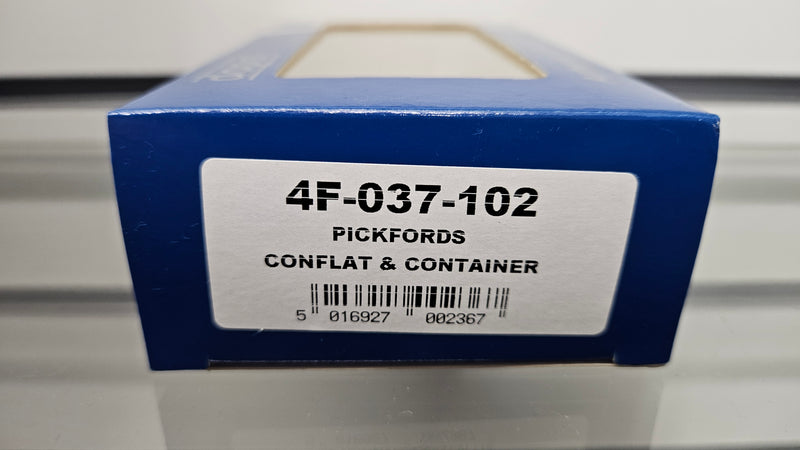 4F-037-102
PICKFORDS
CONFLAT & CONTAINER
5 016927 002367